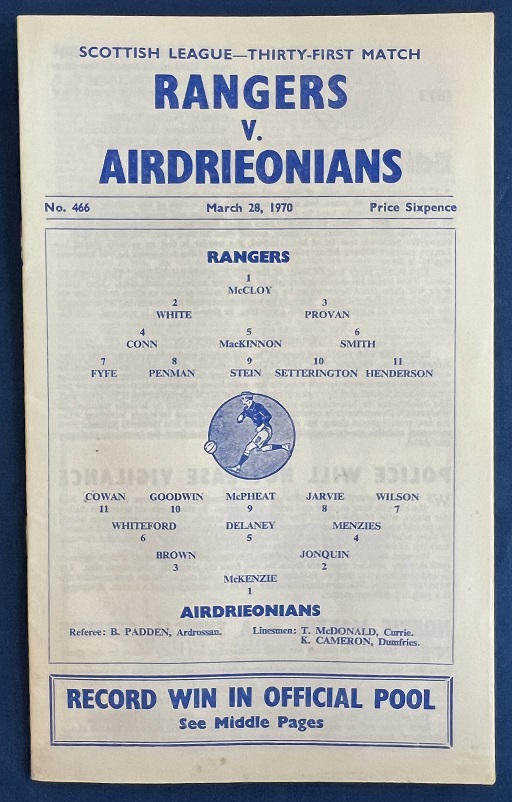 SCOTTISH LEAGUE—THIRTY-FIRST MATCH
RANGERS
V.
AIRDRIEONIANS
No. 466 March 28, 1970 Price Sixpence
RANGERS
1
McCLOY
2 3
WHITE PROVAN
4 5 6
CONN MacKINNON SMITH
7 8 9 10 11
FYFE PENMAN STEIN SETTERINGTON HENDERSON
COWAN GOODWIN McPHEAT JARVIE WILSON
11 10 9 8 7
WHITEFORD DELANEY MENZIES
6 5 4
BROWN JONQUIN
3 2
McKENZIE
1
AIRDRIEONIANS
Referee: B. PADDEN, Ardrossan. Linesmen: T. McDONALD, Currie.
K. CAMERON, Dumfries.
RECORD WIN IN OFFICIAL POOL
See Middle Pages